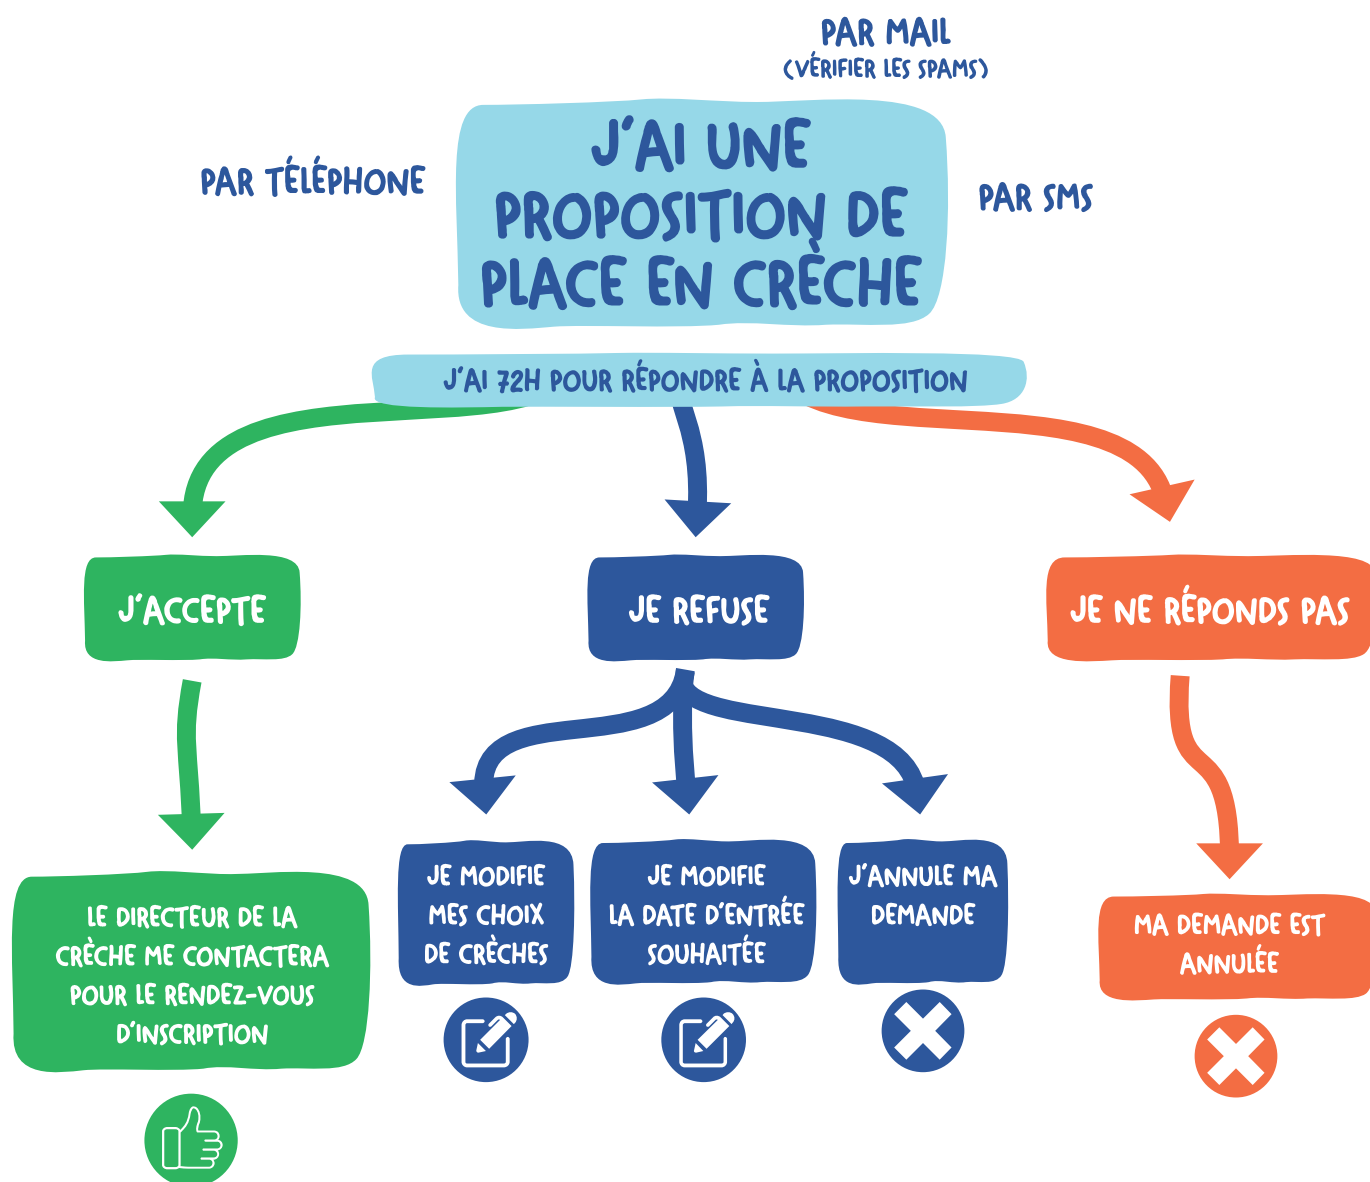 PAR MAIL
(VÉRIFIER LES SPAMS)
PAR TÉLÉPHONE
J'AI UNE
PROPOSITION DE
PLACE EN CRÈCHE
PAR SMS
J'AI 72H POUR RÉPONDRE À LA PROPOSITION
J'ACCEPTE
JE REFUSE
JE NE RÉPONDS PAS
LE DIRECTEUR DE LA
CRÈCHE ME CONTACTERA
POUR LE RENDEZ-VOUS
D'INSCRIPTION
JE MODIFIE
MES CHOIX
DE CRÈCHES
JE MODIFIE
LA DATE D'ENTRÉE
SOUHAITÉE
J'ANNULE MA
DEMANDE
MA DEMANDE EST
ANNULÉE